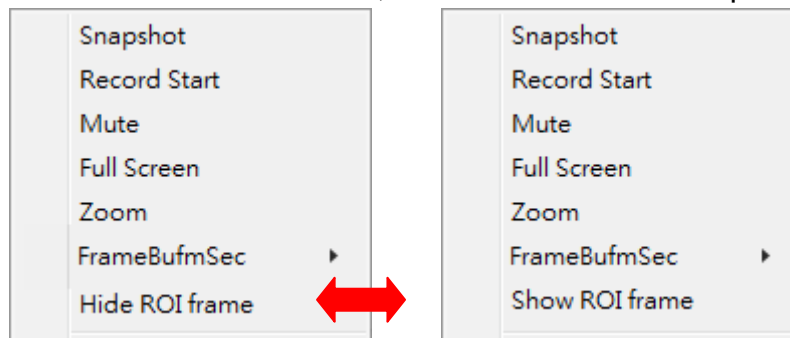 Snapshot
Record Start
Mute
Full Screen
Zoom
FrameBufmSec
Hide ROI frame
Snapshot
Record Start
Mute
Full Screen
Zoom
FrameBufmSec
Show ROI frame